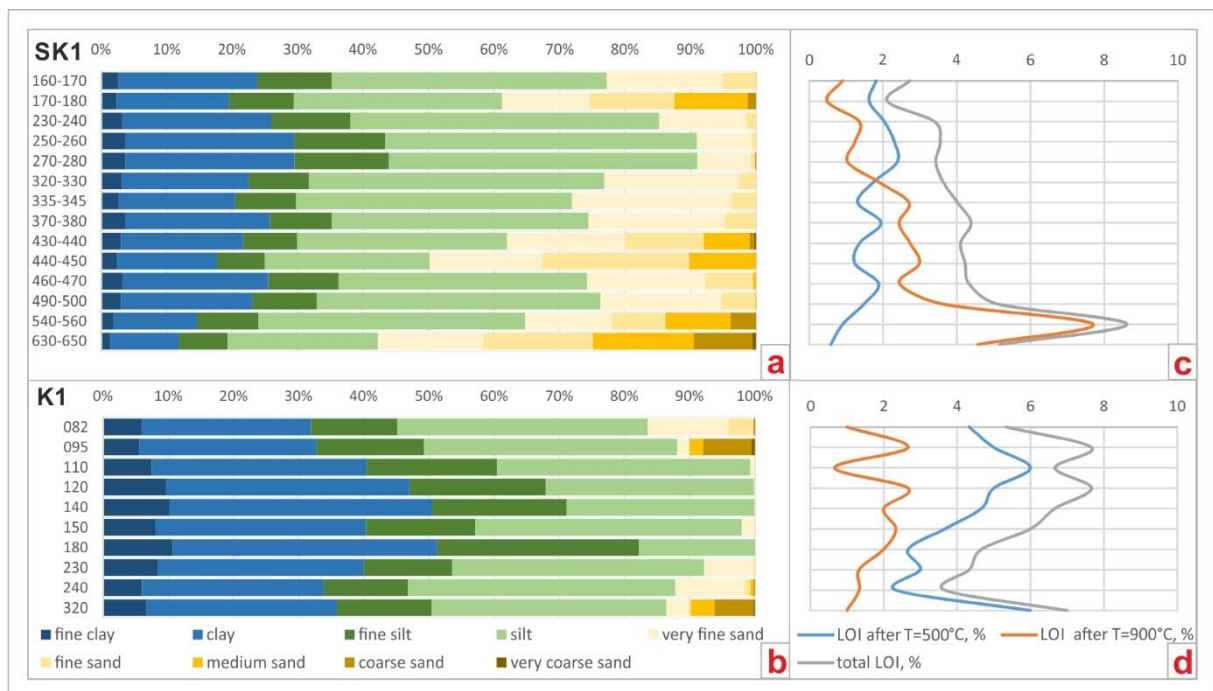 SK1
0% 10% 20% 30% 40% 50% 60% 70% 80% 90% 100%
160-170
170-180
230-240
250-260
270-280
320-330
335-345
370-380
430-440
440-450
460-470
490-500
540-560
630-650
a
0 2 4 6 8 10
c
K1
0% 10% 20% 30% 40% 50% 60% 70% 80% 90% 100%
082
095
110
120
140
150
180
230
240
320
fine clay clay fine silt silt very fine sand
fine sand medium sand coarse sand very coarse sand
b
0 2 4 6 8 10
LOI after T=500°C, % LOI after T=900°C, %
total LOI, %
d